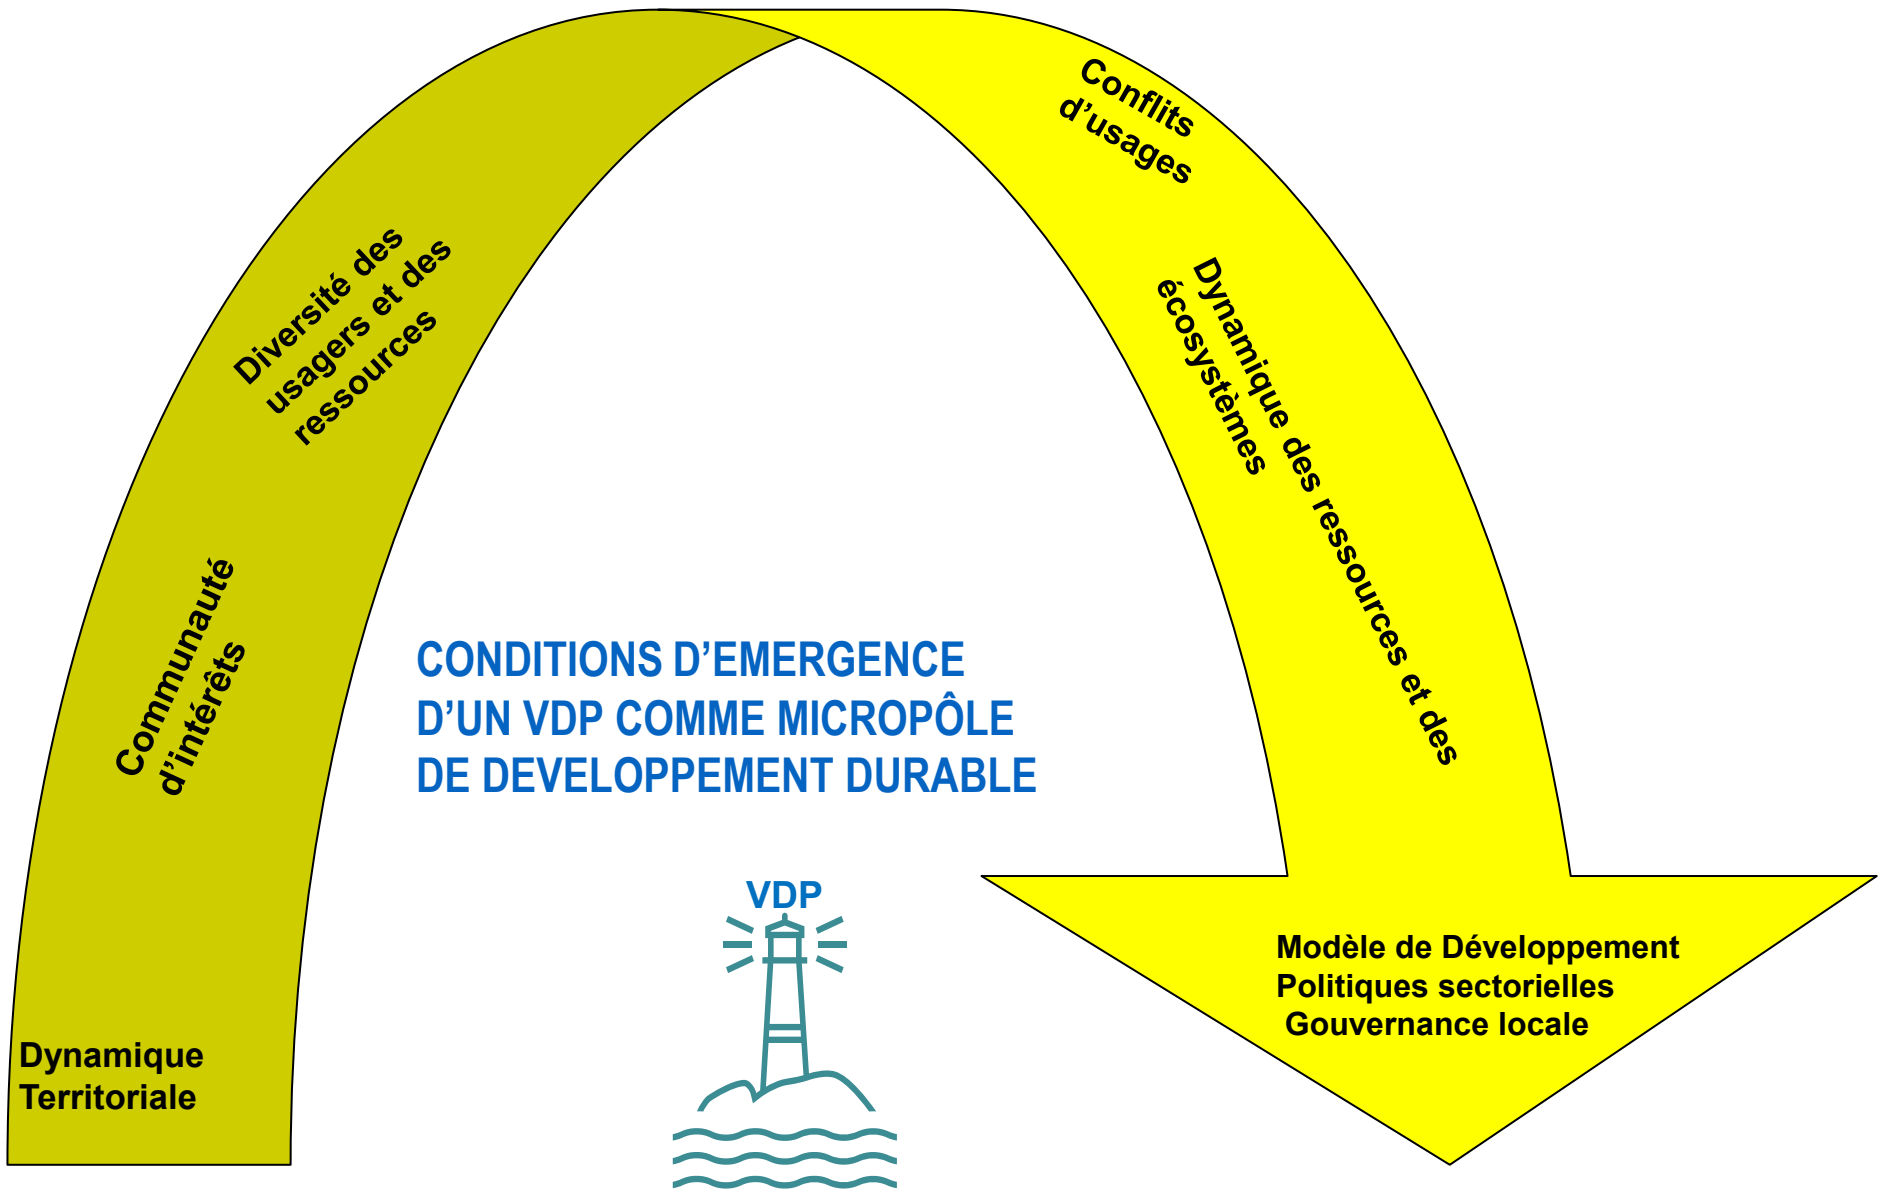 Dynamique
Territoriale
Communauté
d’intérêts
Diversité des
usagers et des
ressources
Conflits
d’usages
Dynamique des ressources et des
écosystèmes
Modèle de Développement
Politiques sectorielles
Gouvernance locale
CONDITIONS D’EMERGENCE
D’UN VDP COMME MICROPÔLE
DE DEVELOPPEMENT DURABLE
VDP